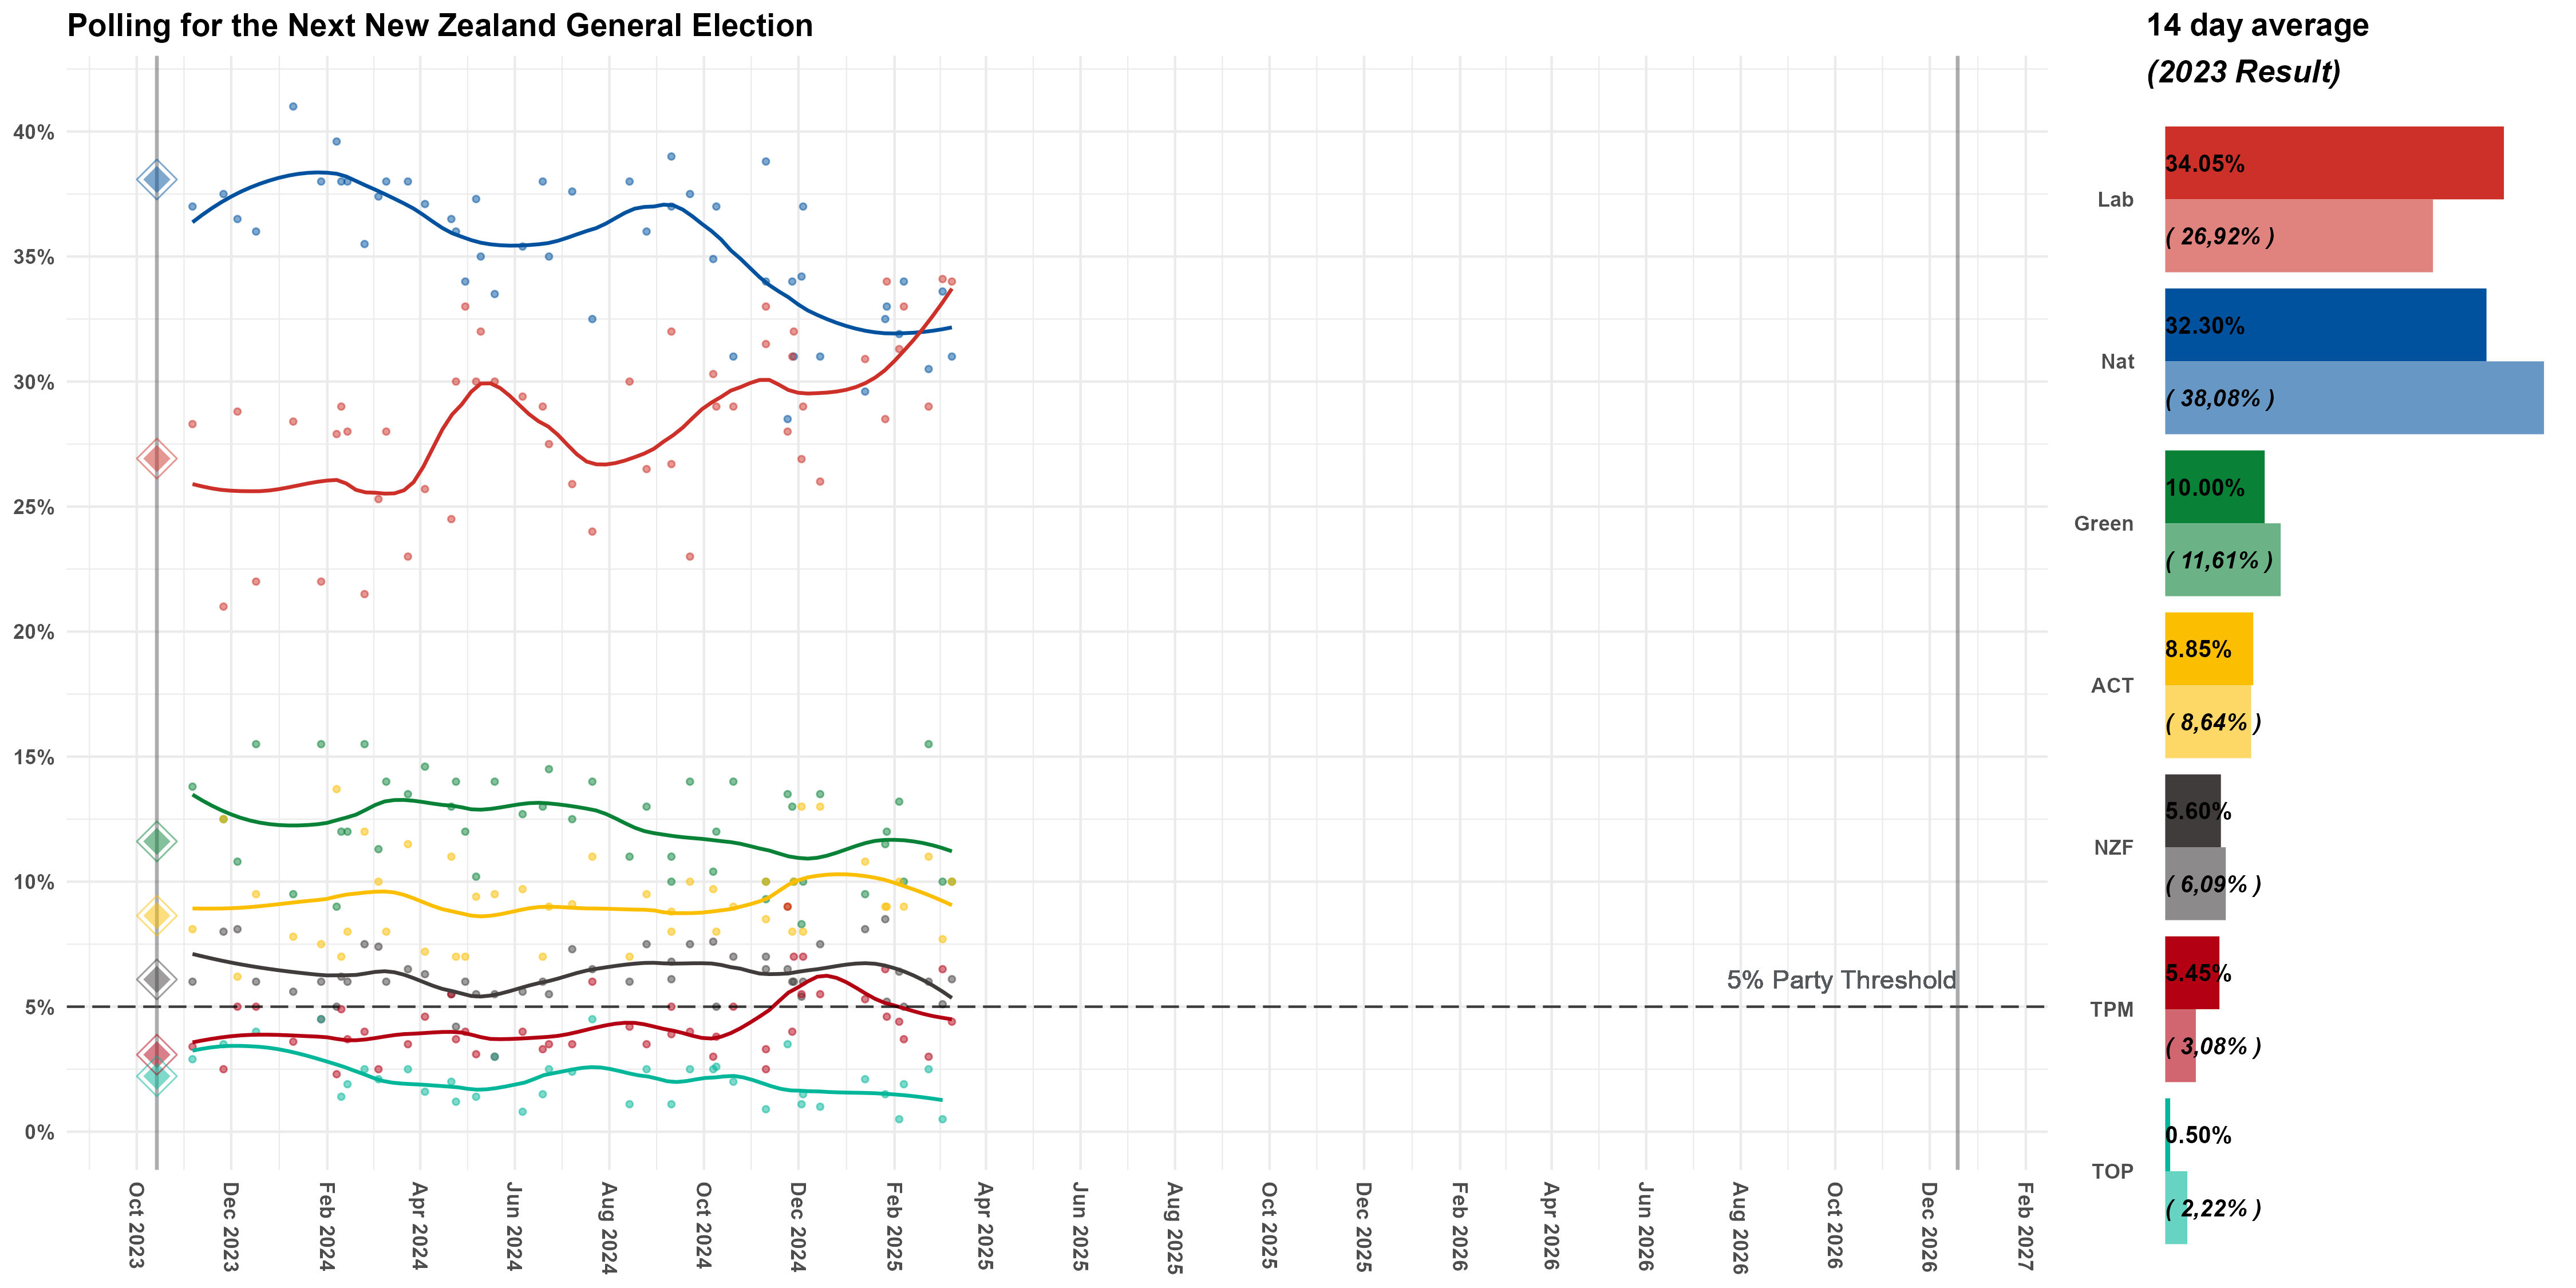 Polling for the Next New Zealand General Election
40%
35%
30%
25%
20%
15%
10%
5%
0%
5% Party Threshold
Oct 2023
Dec 2023
Feb 2024
Apr 2024
Jun 2024
Aug 2024
Oct 2024
Dec 2024
Feb 2025
Apr 2025
Jun 2025
Aug 2025
Oct 2025
Dec 2025
Feb 2026
Apr 2026
Jun 2026
Aug 2026
Oct 2026
Dec 2026
Feb 2027
14 day average
(2023 Result)
Lab
34.05%
( 26,92% )
Nat
32.30%
( 38,08% )
Green
10.00%
( 11,61% )
ACT
8.85%
( 8,64% )
NZF
5.60%
( 6,09% )
TPM
5.45%
( 3,08% )
TOP
0.50%
( 2,22% )